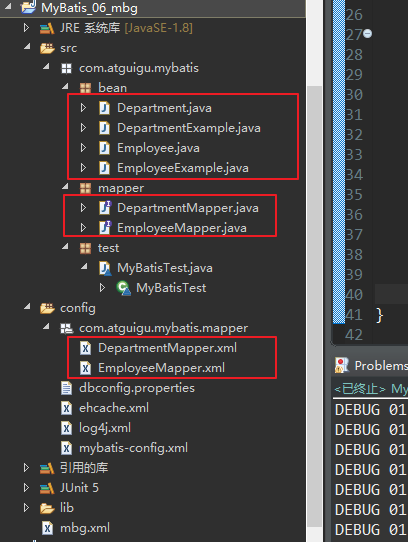 MyBatis_06_mbg
JRE 系统库 [JavaSE-1.8]
src
com.atguigu.mybatis
bean
Department.java
DepartmentExample.java
Employee.java
EmployeeExample.java
mapper
DepartmentMapper.java
EmployeeMapper.java
test
MyBatisTest.java
MyBatisTest
config
com.atguigu.mybatis.mapper
DepartmentMapper.xml
EmployeeMapper.xml
dbconfig.properties
ehcache.xml
log4j.xml
mybatis-config.xml
引用的库
JUnit 5
lib
mbg.xml
26
27
28
29
30
31
32
33
34
35
36
37
38
39
40
41 }
42
Problems
<已终止> My
DEBUG 01
DEBUG 01
DEBUG 01
DEBUG 01
DEBUG 01
DEBUG 01
DEBUG 01